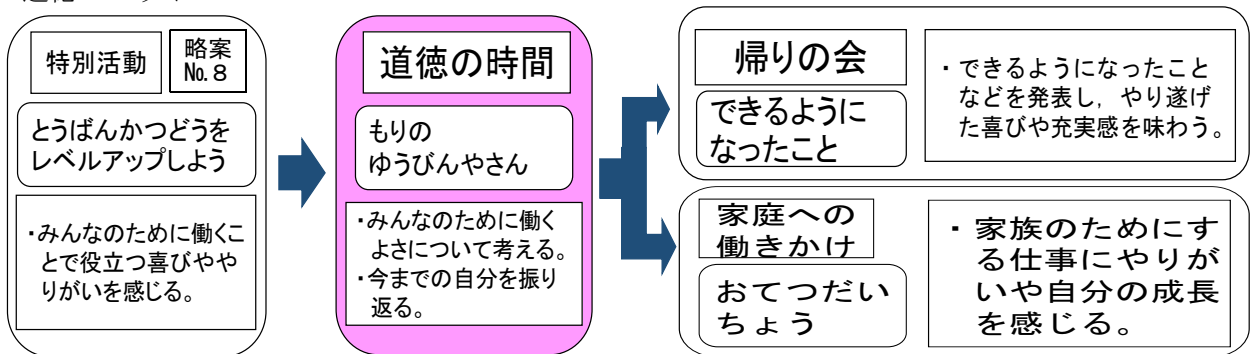 特別活動
略案
№８
とうばんかつどうを
レベルアップしよう
・みんなのために働くこ
とで役立つ喜びやや
りがいを感じる。
道徳の時間
もりの
ゆうびんやさん
・みんなのために働く
よさについて考える。
・今までの自分を振り
返る。
帰りの会
できるように
なったこと
・できるようになったこと
などを発表し，やり遂げ
た喜びや充実感を味わう。
家庭への
働きかけ
おてつだい
ちょう
・家族のためにす
る仕事にやりが
いや自分の成長
を感じる。